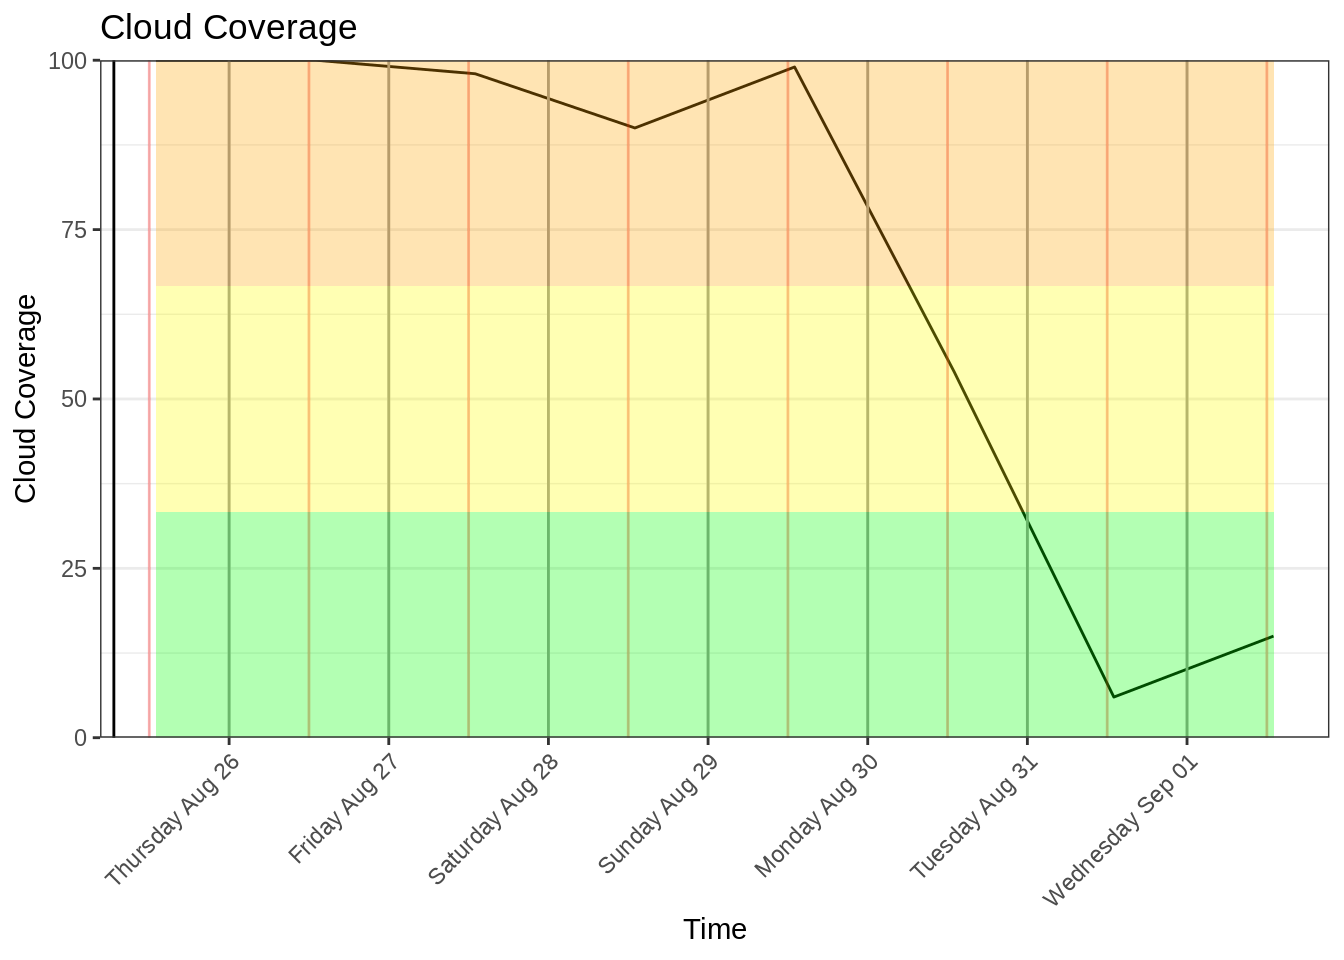 Cloud Coverage
100
75
50
25
0
Cloud Coverage
Thursday Aug 26
Friday Aug 27
Saturday Aug 28
Sunday Aug 29
Monday Aug 30
Tuesday Aug 31
Wednesday Sep 01
Time